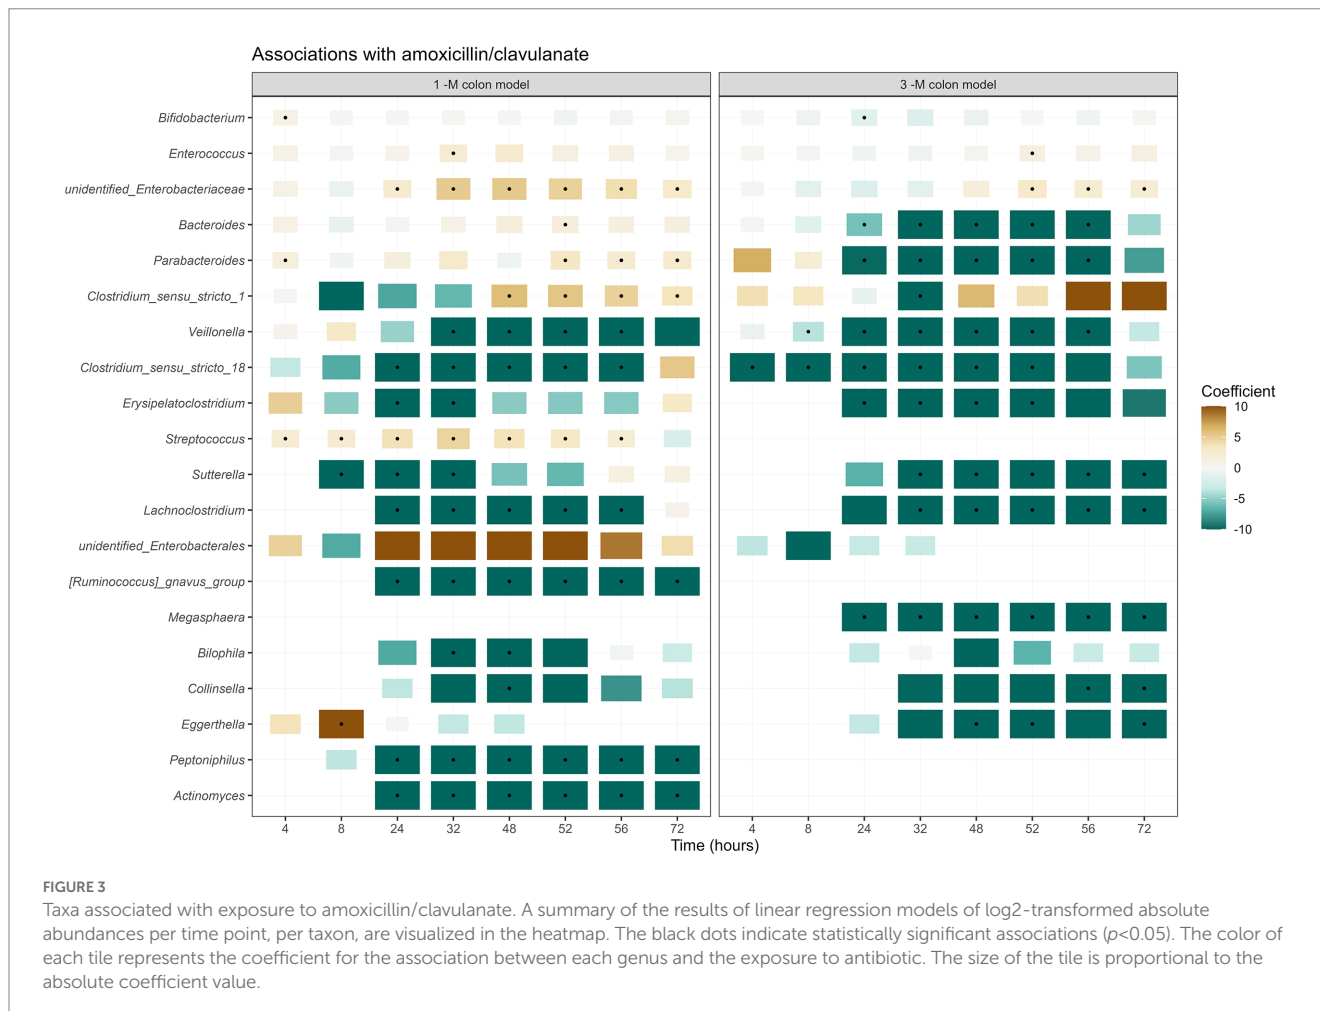 Associations with amoxicillin/clavulanate
1 -M colon model
3 -M colon model
Bifidobacterium
Enterococcus
unidentified_Enterobacteriaceae
Bacteroides
Parabacteroides
Clostridium_sensu_stricto_1
Veillonella
Clostridium_sensu_stricto_18
Erysipelatoclostridium
Streptococcus
Sutterella
Lachnoclostridium
unidentified_Enterobacterales
[Ruminococcus]_gnavus_group
Megasphaera
Bilophila
Collinsella
Eggerthella
Peptoniphilus
Actinomyces
4 8 24 32 48 52 56 72
4 8 24 32 48 52 56 72
Time (hours)
Coefficient
10
5
0
-5
-10
FIGURE 3
Taxa associated with exposure to amoxicillin/clavulanate. A summary of the results of linear regression models of log2-transformed absolute
abundances per time point, per taxon, are visualized in the heatmap. The black dots indicate statistically significant associations (p<0.05). The color of
each tile represents the coefficient for the association between each genus and the exposure to antibiotic. The size of the tile is proportional to the
absolute coefficient value.